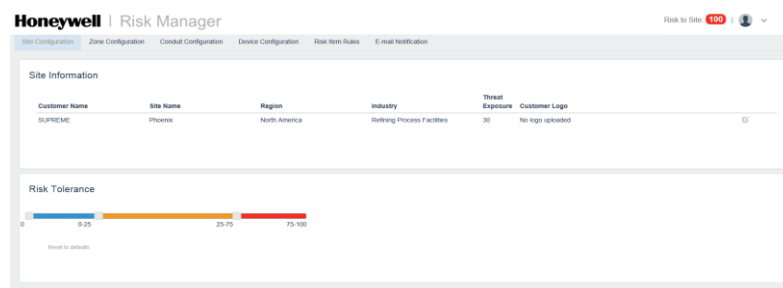 Honeywell | Risk Manager
Risk to Site 100
Site Configuration Zone Configuration Conduit Configuration Device Configuration Risk Item Rules E-mail Notification
Site Information
Customer Name Site Name Region Industry Threat Exposure Customer Logo
SUPREME Phoenix North America Refining Process Facilities 30 No logo uploaded
Risk Tolerance
0 0-25 25-75 75-100
Reset to defaults